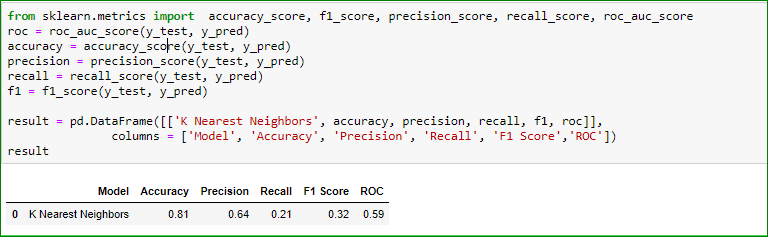 from sklearn.metrics import  accuracy_score, f1_score, precision_score, recall_score, roc_auc_score
roc = roc_auc_score(y_test, y_pred)
accuracy = accuracy_score(y_test, y_pred)
precision = precision_score(y_test, y_pred)
recall = recall_score(y_test, y_pred)
f1 = f1_score(y_test, y_pred)
result = pd.DataFrame([['K Nearest Neighbors', accuracy, precision, recall, f1, roc]],
columns = ['Model', 'Accuracy', 'Precision', 'Recall', 'F1 Score','ROC'])
result
Model Accuracy Precision Recall F1 Score ROC
0 K Nearest Neighbors 0.81 0.64 0.21 0.32 0.59